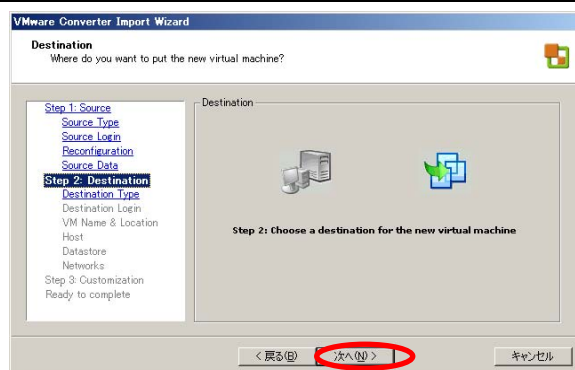 VMware Converter Import Wizard
Destination
Where do you want to put the new virtual machine?
Step 1: Source
Source Type
Source Login
Reconfiguration
Source Data
Step 2: Destination
Destination Type
Destination Login
VM Name & Location
Host
Datastore
Networks
Step 3: Customization
Ready to complete
Destination
Step 2: Choose a destination for the new virtual machine
< 戻る(B)
次へ(N) >
キャンセル